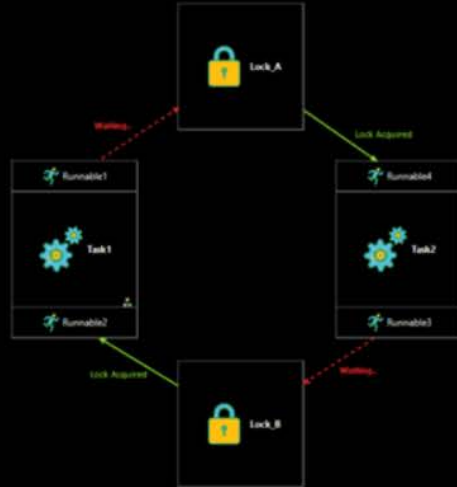 Lock_A
Waiting...
Lock Acquired
Runnable1
Runnable4
Task1
Task2
Runnable2
Runnable3
Lock Acquired
Waiting...
Lock_B